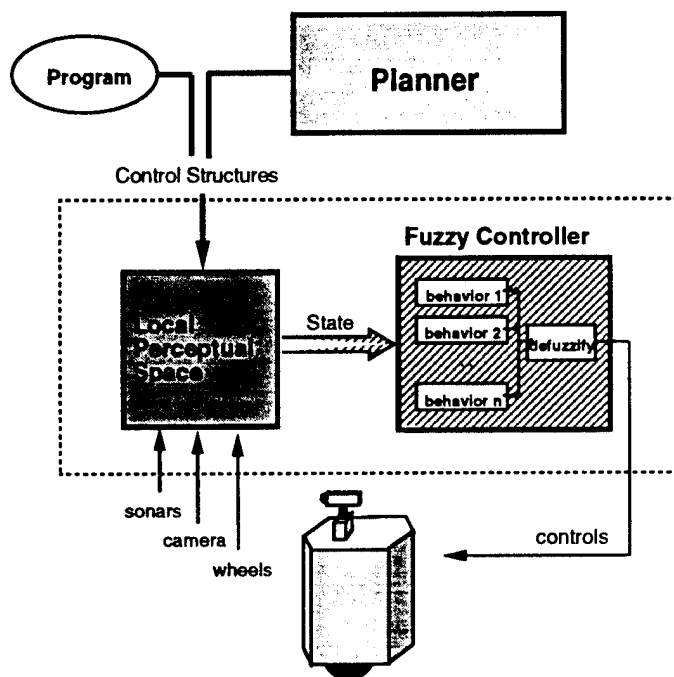 Program
Planner
Control Structures
Fuzzy Controller
Local
Perceptual
Space
State
behavior 1
behavior 2
...
behavior n
defuzzify
sonars
camera
wheels
controls